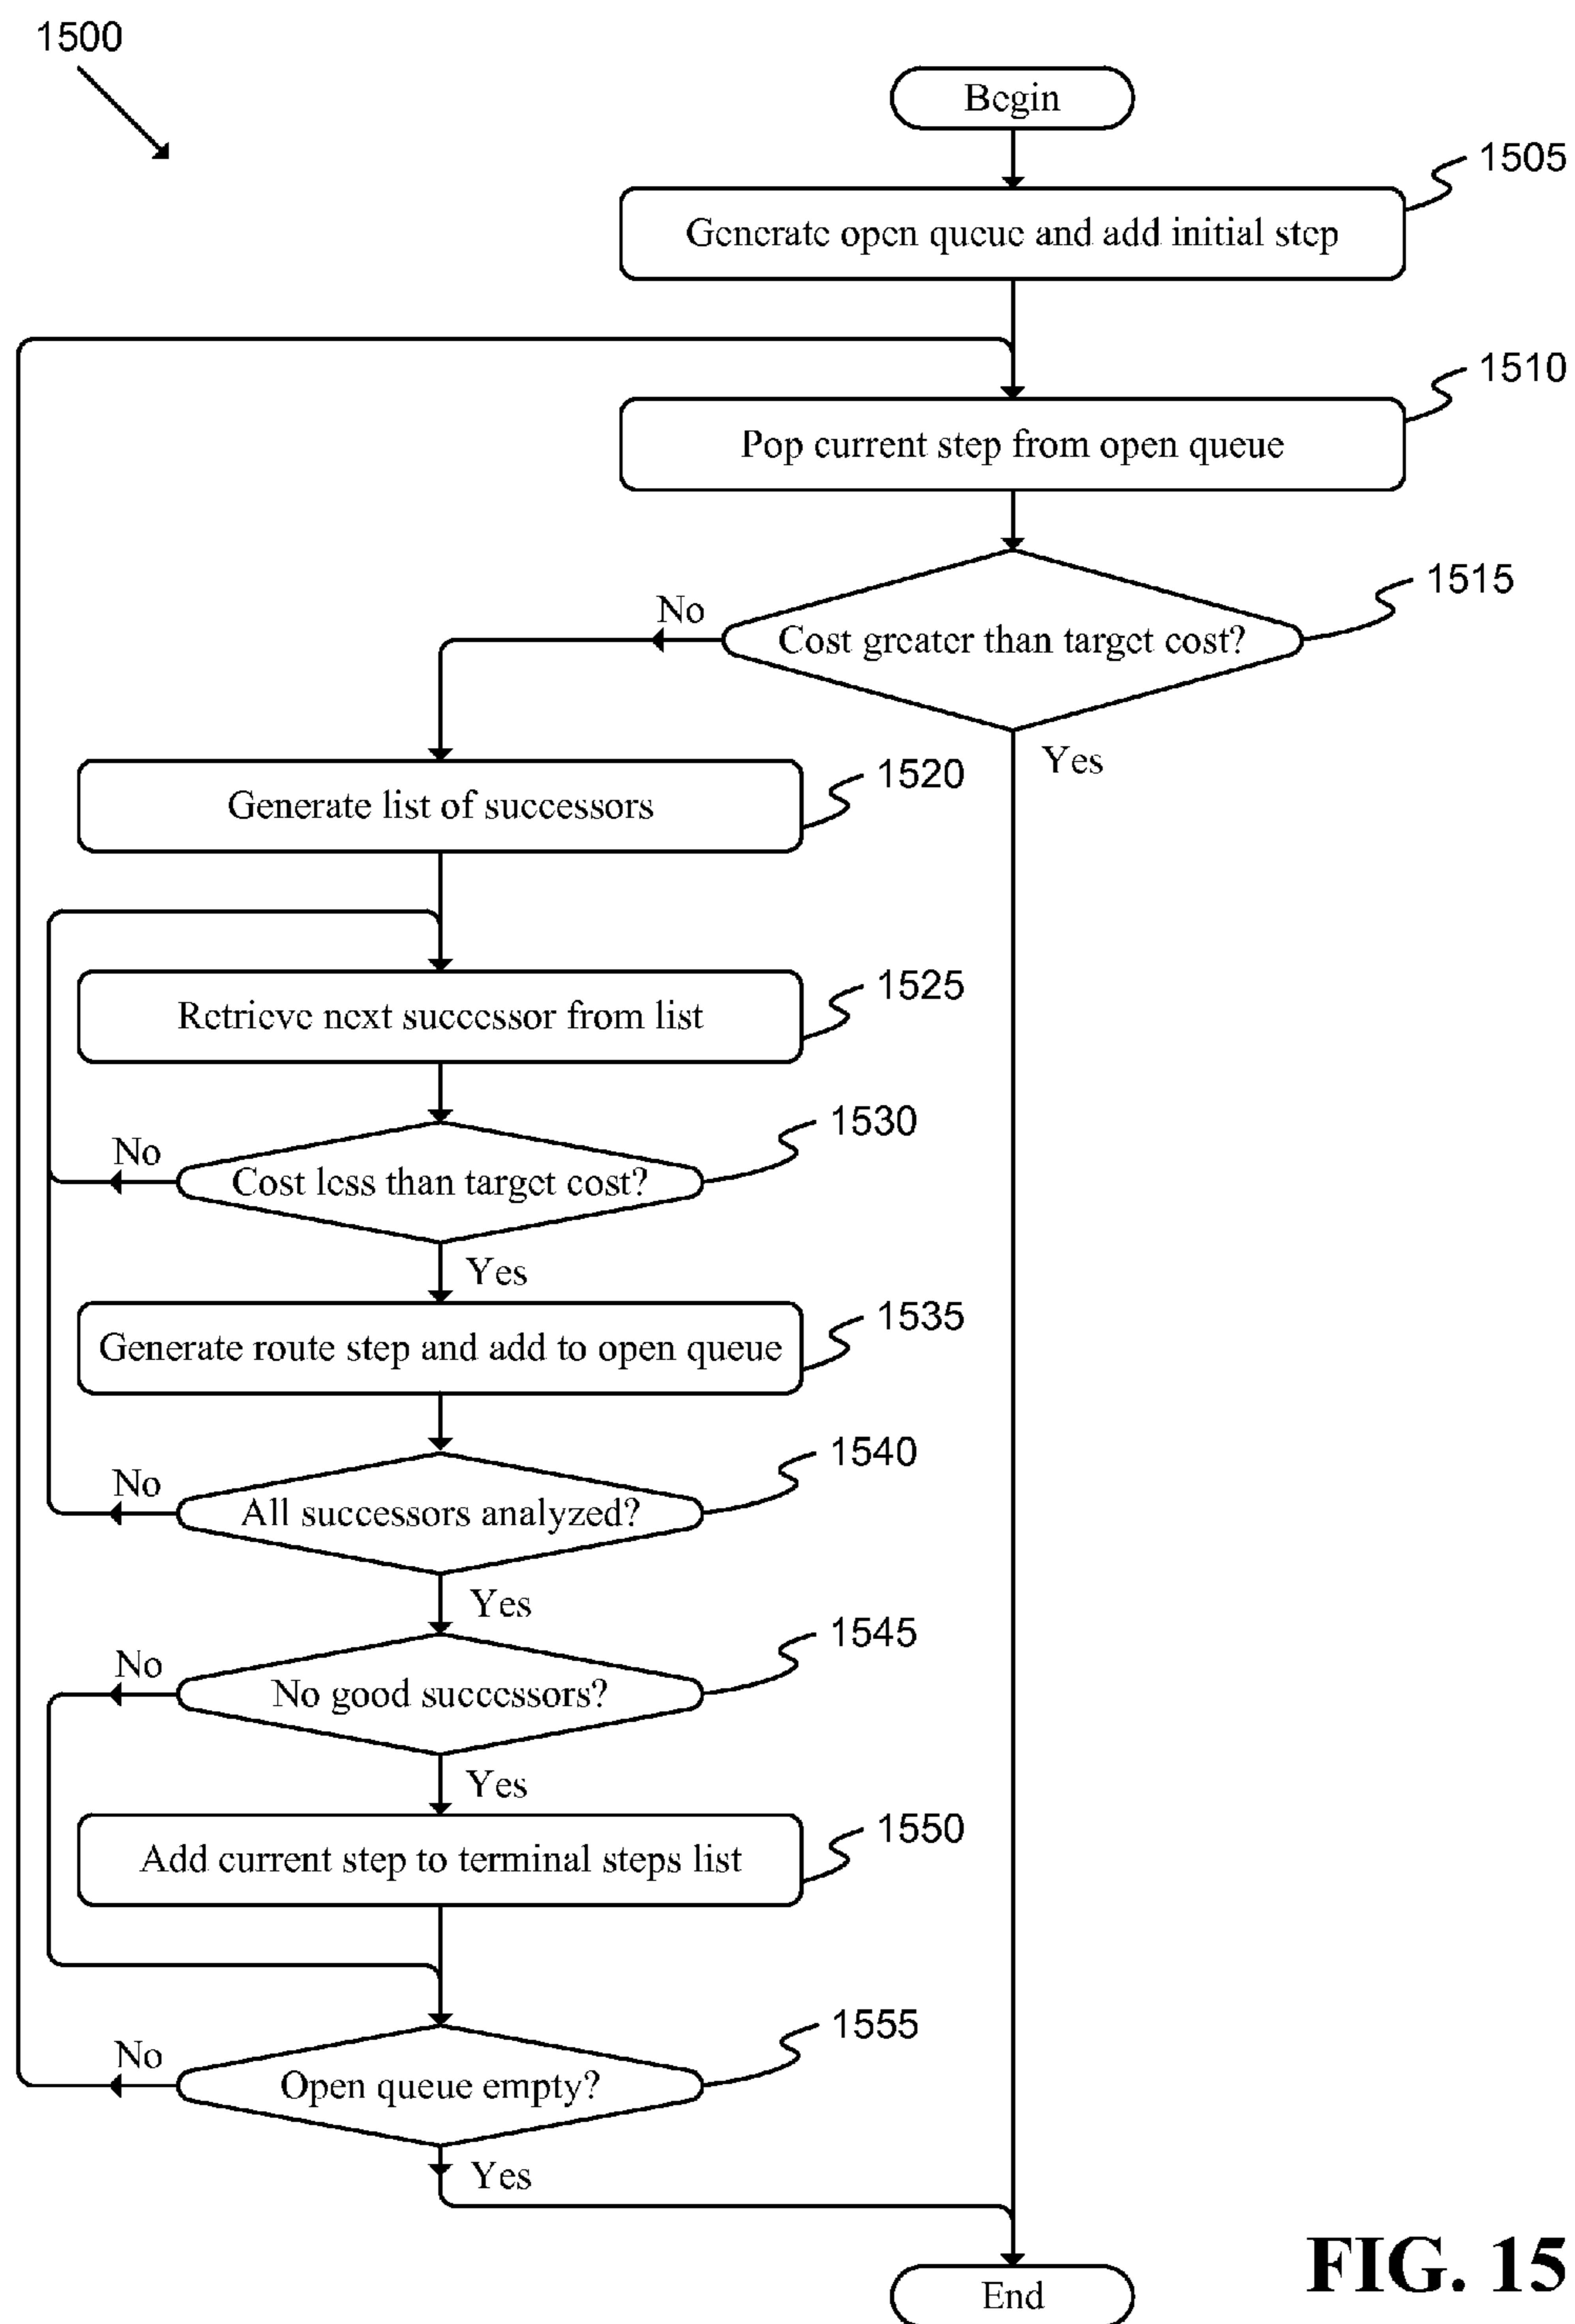 1500
Begin
1505
Generate open queue and add initial step
1510
Pop current step from open queue
1515
No
Cost greater than target cost?
Yes
1520
Generate list of successors
1525
Retrieve next successor from list
1530
No
Cost less than target cost?
Yes
1535
Generate route step and add to open queue
1540
No
All successors analyzed?
Yes
1545
No
No good successors?
Yes
1550
Add current step to terminal steps list
1555
No
Open queue empty?
Yes
End
FIG. 15